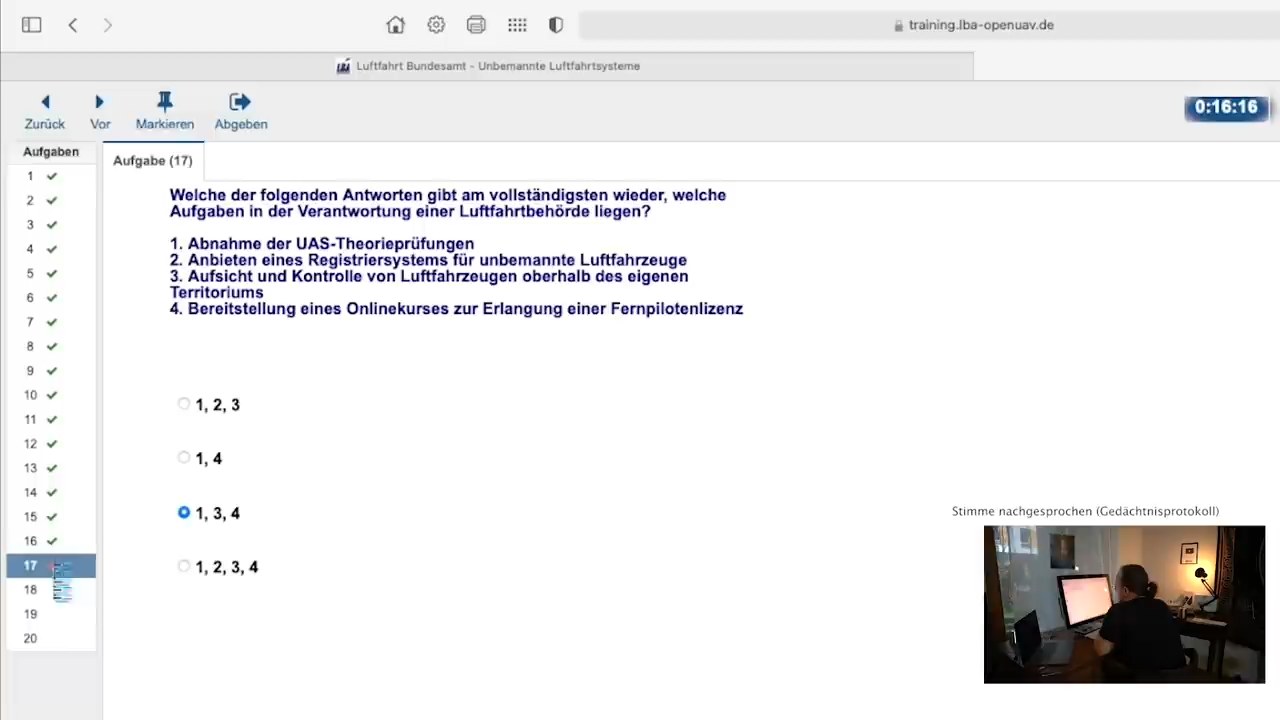 training.lba-openuav.de
Luftfahrt Bundesamt - Unbemannte Luftfahrtsysteme
Zurück
Vor
Markieren
Abgeben
0:16:16
Aufgaben
Aufgabe (17)
1
2
3
4
5
6
7
8
9
10
11
12
13
14
15
16
17
18
19
20
Welche der folgenden Antworten gibt am vollständigsten wieder, welche
Aufgaben in der Verantwortung einer Luftfahrtbehörde liegen?
1. Abnahme der UAS-Theorieprüfungen
2. Anbieten eines Registriersystems für unbemannte Luftfahrzeuge
3. Aufsicht und Kontrolle von Luftfahrzeugen oberhalb des eigenen
Territoriums
4. Bereitstellung eines Onlinekurses zur Erlangung einer Fernpilotenlizenz
1, 2, 3
1, 4
1, 3, 4
1, 2, 3, 4
Stimme nachgesprochen (Gedächtnisprotokoll)